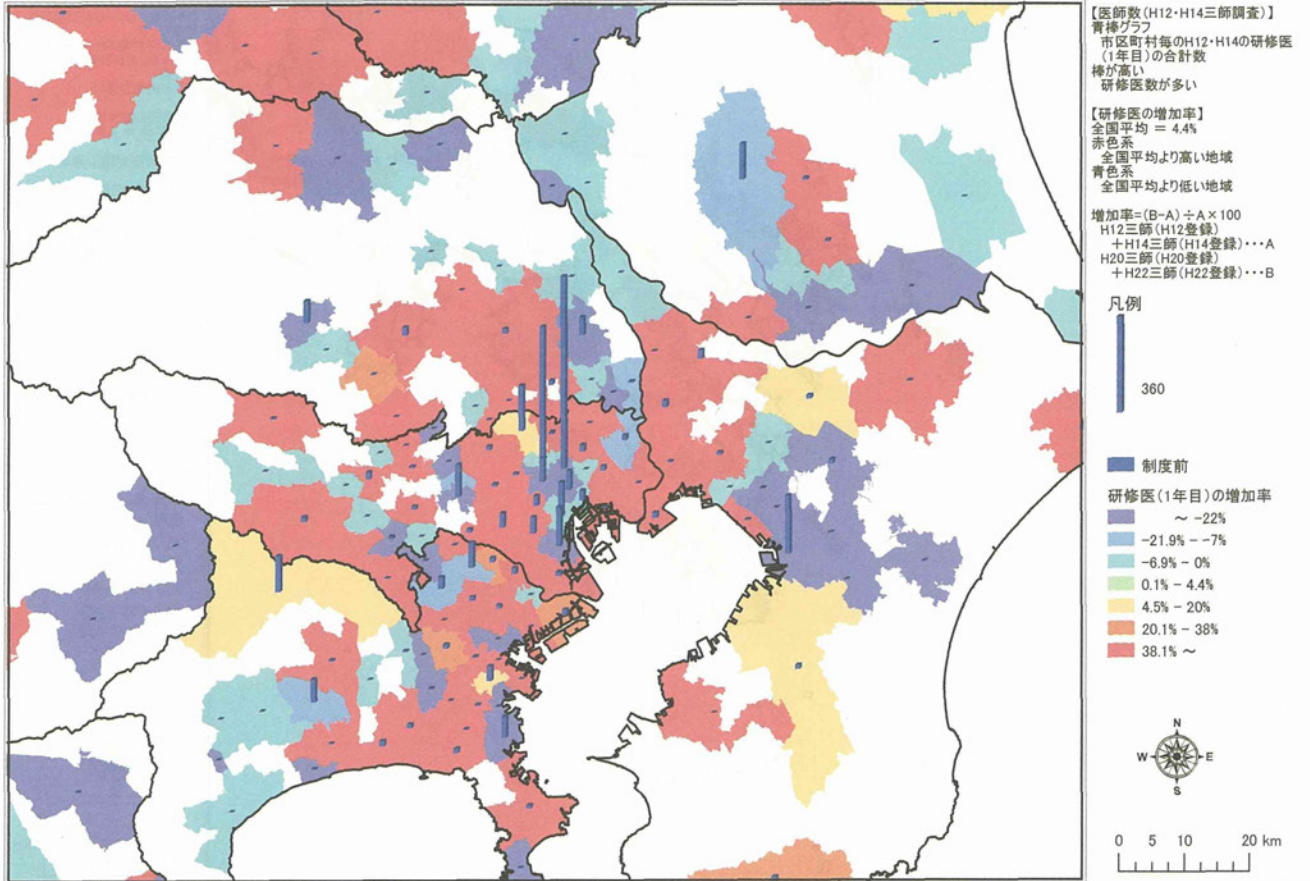 【医師数(H12・H14三師調査)】
青棒グラフ
市区町村毎のH12・H14の研修医
(1年目)の合計数
棒が高い
研修医数が多い
【研修医の増加率】
全国平均 = 4.4%
赤色系
全国平均より高い地域
青色系
全国平均より低い地域
増加率=(B-A)÷A×100
H12三師(H12登録)
+H14三師(H14登録)・・・A
H20三師(H20登録)
+H22三師(H22登録)・・・B
凡例
360
制度前
研修医(1年目)の増加率
~ -22%
-21.9% - -7%
-6.9% - 0%
0.1% - 4.4%
4.5% - 20%
20.1% - 38%
38.1% ~
N
W E
S
0 5 10 20 km